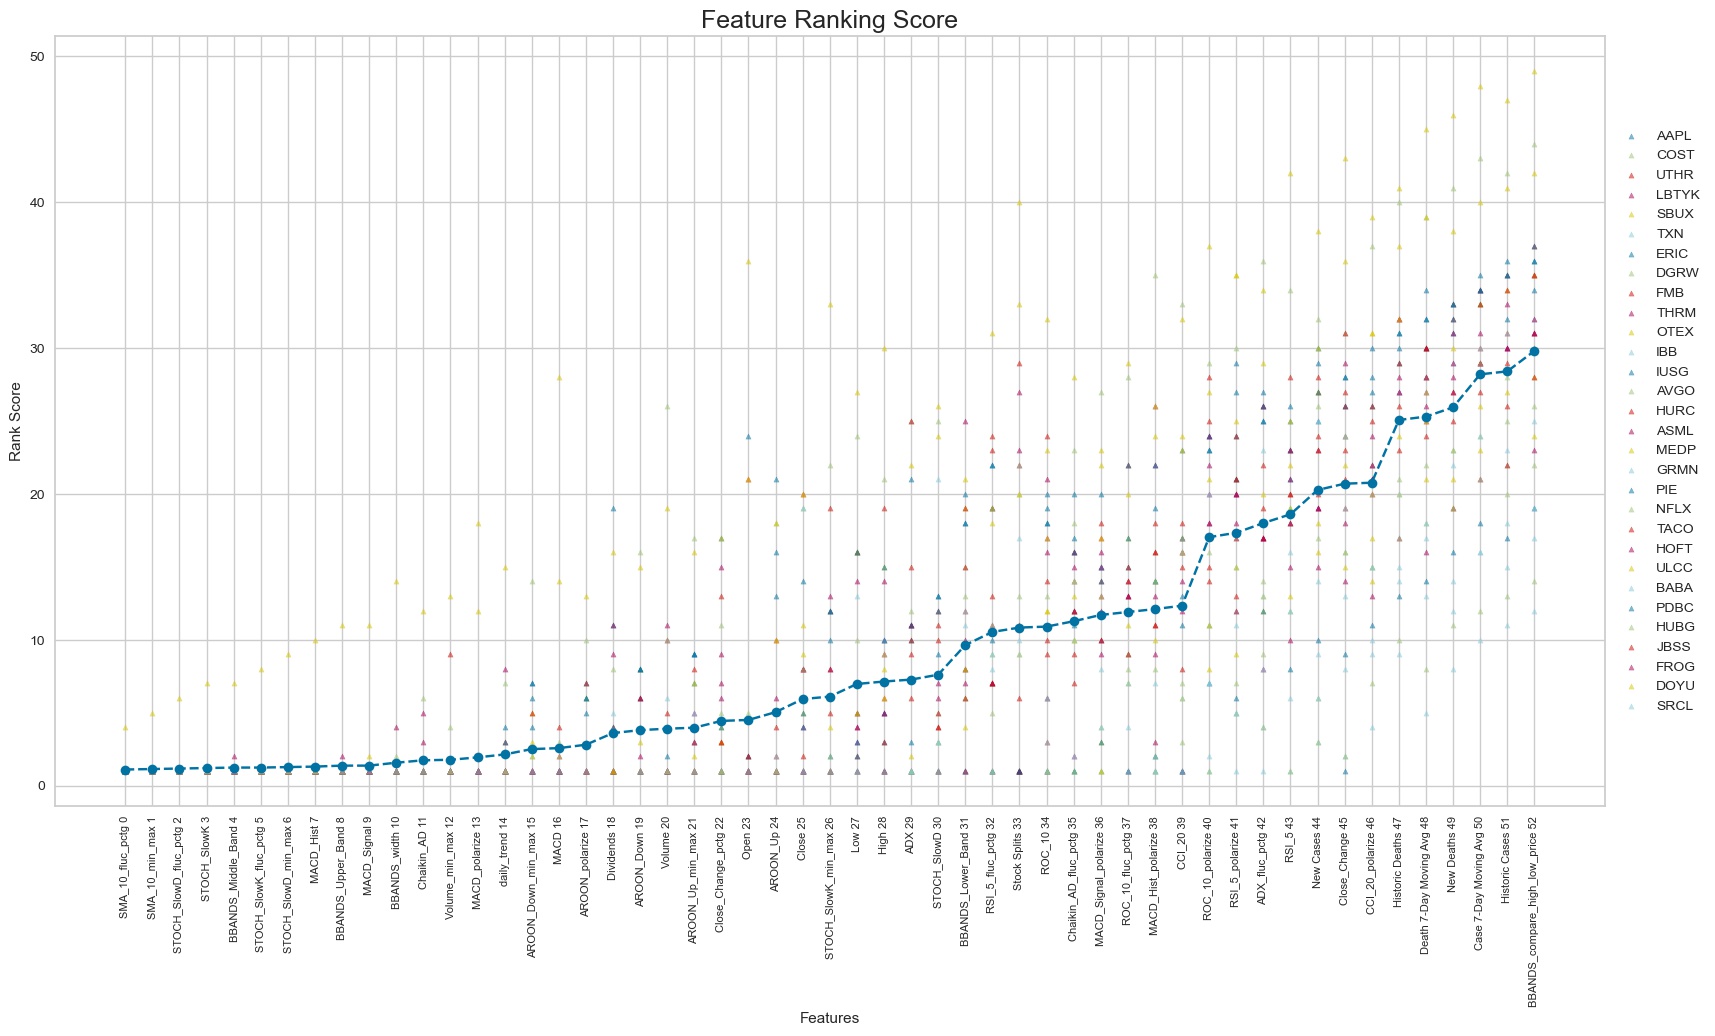 Feature Ranking Score
50
40
30
20
10
0
Rank Score
SMA_10_fluc_pctg 0
SMA_10_min_max 1
STOCH_SlowD_fluc_pctg 2
STOCH_SlowK 3
BBANDS_Middle_Band 4
STOCH_SlowK_fluc_pctg 5
STOCH_SlowD_min_max 6
MACD_Hist 7
BBANDS_Upper_Band 8
MACD_Signal 9
BBANDS_width 10
Chaikin_AD 11
Volume_min_max 12
MACD_polarize 13
daily_trend 14
AROON_Down_min_max 15
MACD 16
AROON_polarize 17
Dividends 18
AROON_Down 19
Volume 20
AROON_Up_min_max 21
Close_Change_pctg 22
Open 23
AROON_Up 24
Close 25
STOCH_SlowK_min_max 26
Low 27
High 28
ADX 29
STOCH_SlowD 30
BBANDS_Lower_Band 31
RSI_5_fluc_pctg 32
Stock Splits 33
ROC_10 34
Chaikin_AD_fluc_pctg 35
MACD_Signal_polarize 36
ROC_10_fluc_pctg 37
MACD_Hist_polarize 38
CCI_20 39
ROC_10_polarize 40
RSI_5_polarize 41
ADX_fluc_pctg 42
RSI_5 43
New Cases 44
Close_Change 45
CCI_20_polarize 46
Historic Deaths 47
Death 7-Day Moving Avg 48
New Deaths 49
Case 7-Day Moving Avg 50
Historic Cases 51
BBANDS_compare_high_low_price 52
Features
AAPL
COST
UTHR
LBTYK
SBUX
TXN
ERIC
DGRW
FMB
THRM
OTEX
IBB
IUSG
AVGO
HURC
ASML
MEDP
GRMN
PIE
NFLX
TACO
HOFT
ULCC
BABA
PDBC
HUBG
JBSS
FROG
DOYU
SRCL